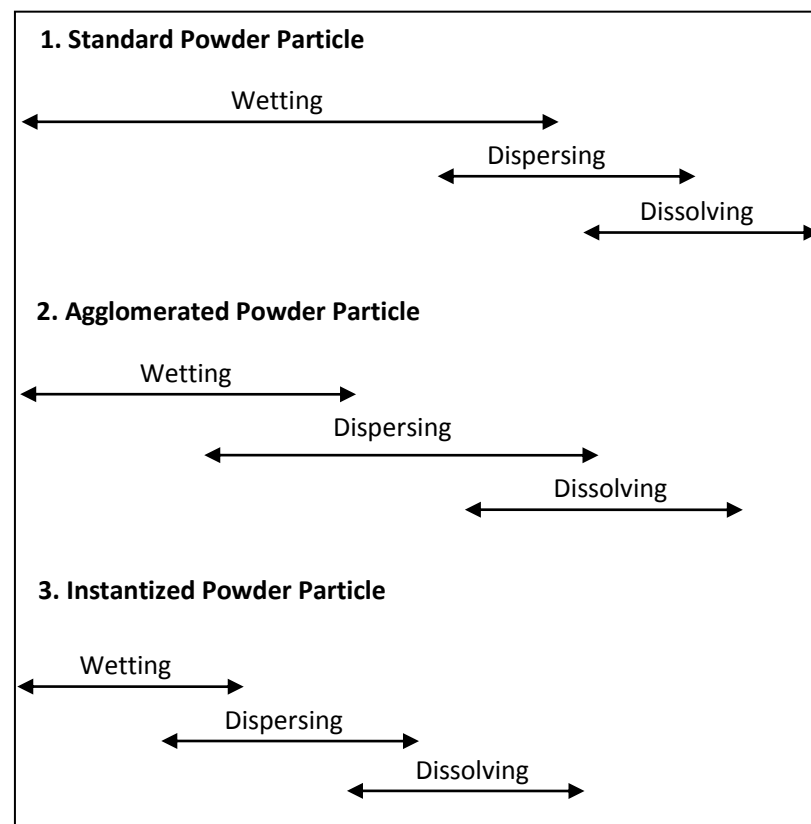 1. Standard Powder Particle
Wetting
Dispersing
Dissolving
2. Agglomerated Powder Particle
Wetting
Dispersing
Dissolving
3. Instantized Powder Particle
Wetting
Dispersing
Dissolving